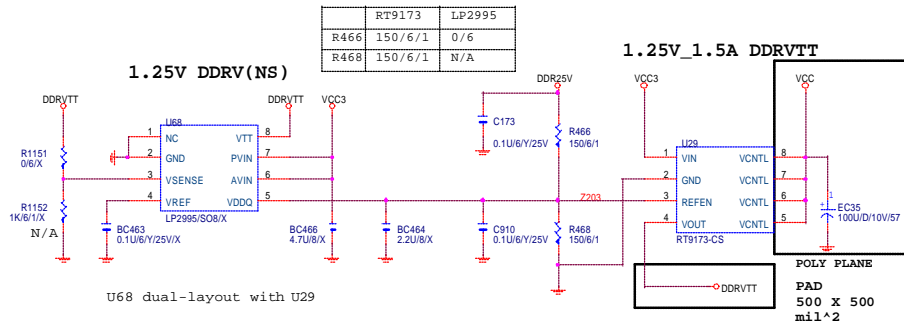 RT9173 LP2995
R466 150/6/1 0/6
R468 150/6/1 N/A
1.25V DDRV(NS)
1.25V_1.5A DDRVTT
DDRVTT
DDRVTT
VCC3
DDR25V
VCC3
VCC
U68
1 NC VTT 8
2 GND PVIN 7
3 VSENSE AVIN 6
4 VREF VDDQ 5
LP2995/SO8/X
R1151
0/6/X
R1152
1K/6/1/X
N/A
BC463
0.1U/6/Y/25V/X
BC466
4.7U/8/X
BC464
2.2U/8/X
C910
0.1U/6/Y/25V
C173
0.1U/6/Y/25V
R466
150/6/1
Z203
R468
150/6/1
U29
1 VIN VCNTL 8
2 GND VCNTL 7
3 REFEN VCNTL 6
4 VOUT VCNTL 5
RT9173-CS
1
+
EC35
100U/D/10V/57
POLY PLANE
DDRVTT
PAD
500 X 500
mil^2
U68 dual-layout with U29